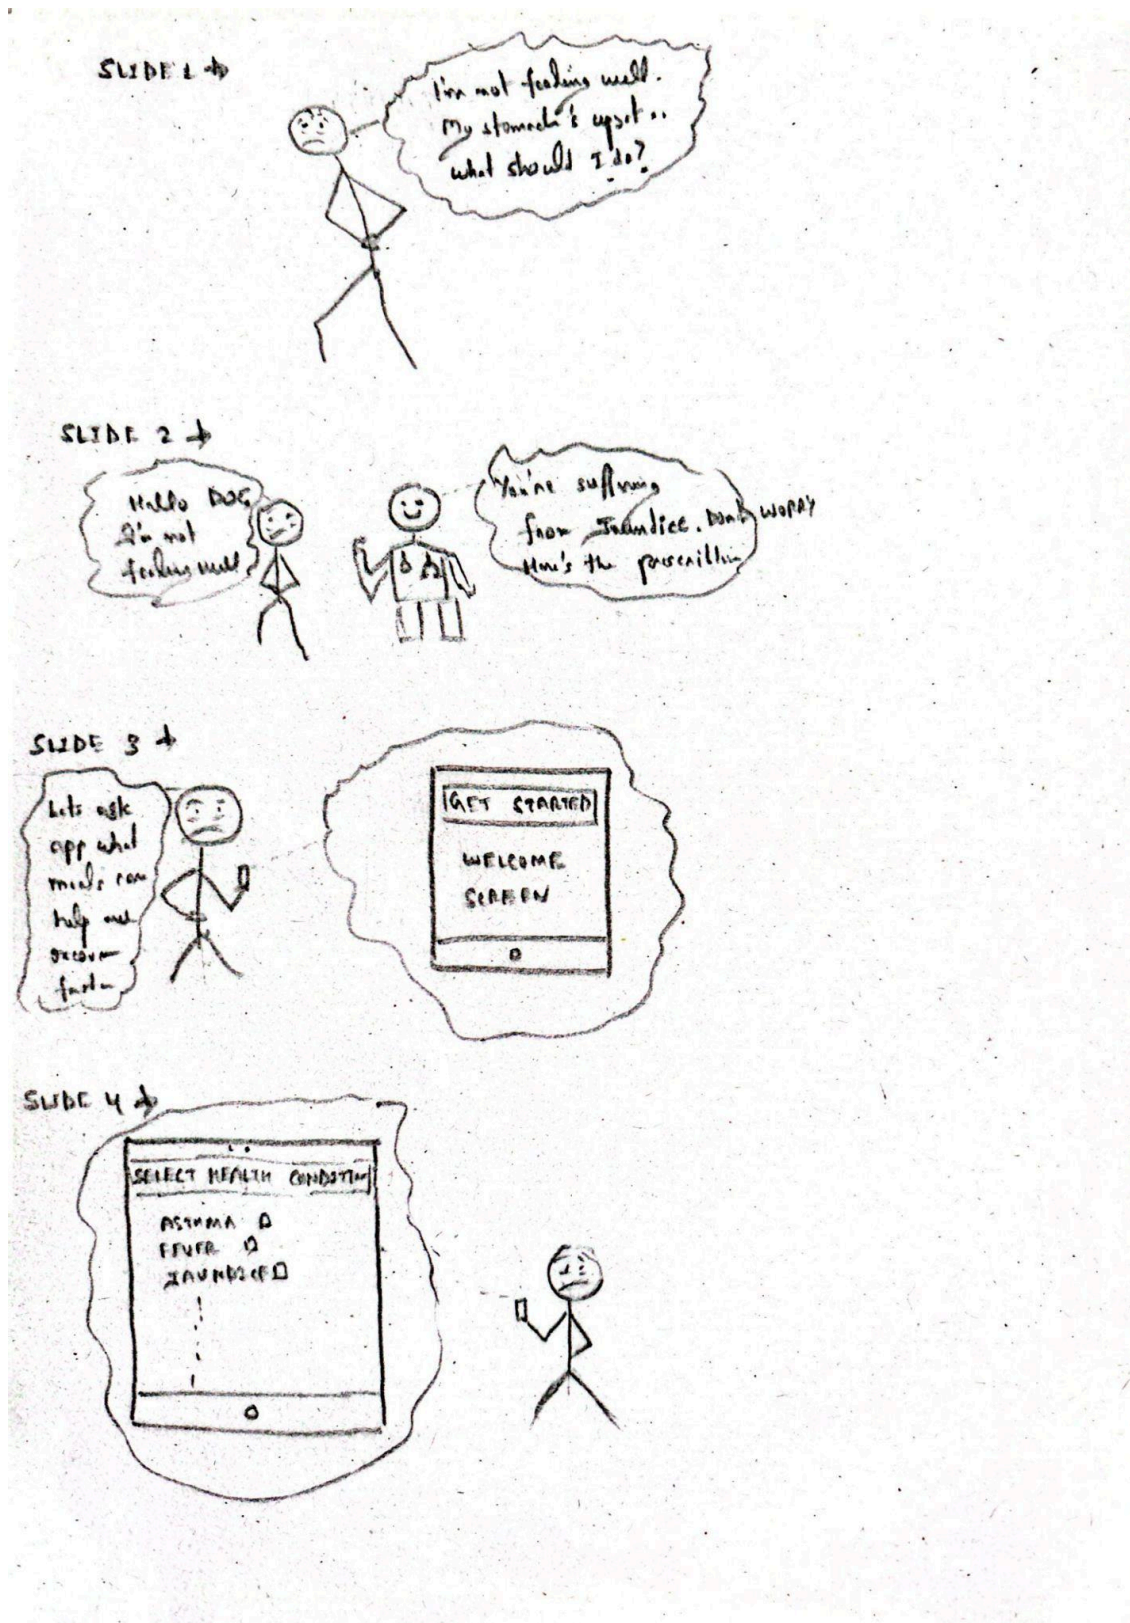 SLIDE 1 →
I'm not feeling well.
My stomach's upset..
what should I do?
SLIDE 2 →
Hello DOC
I'm not
feeling well
You're suffering
from Jaundice. Don't WORRY
Here's the
SLIDE 3 →
Lets ask
app what
meals can
help me
recover
faster
GET STARTED
WELCOME
SCREEN
SLIDE 4 →
SELECT HEALTH CONDITION
ASTHMA
FEVER
JAUNDICE